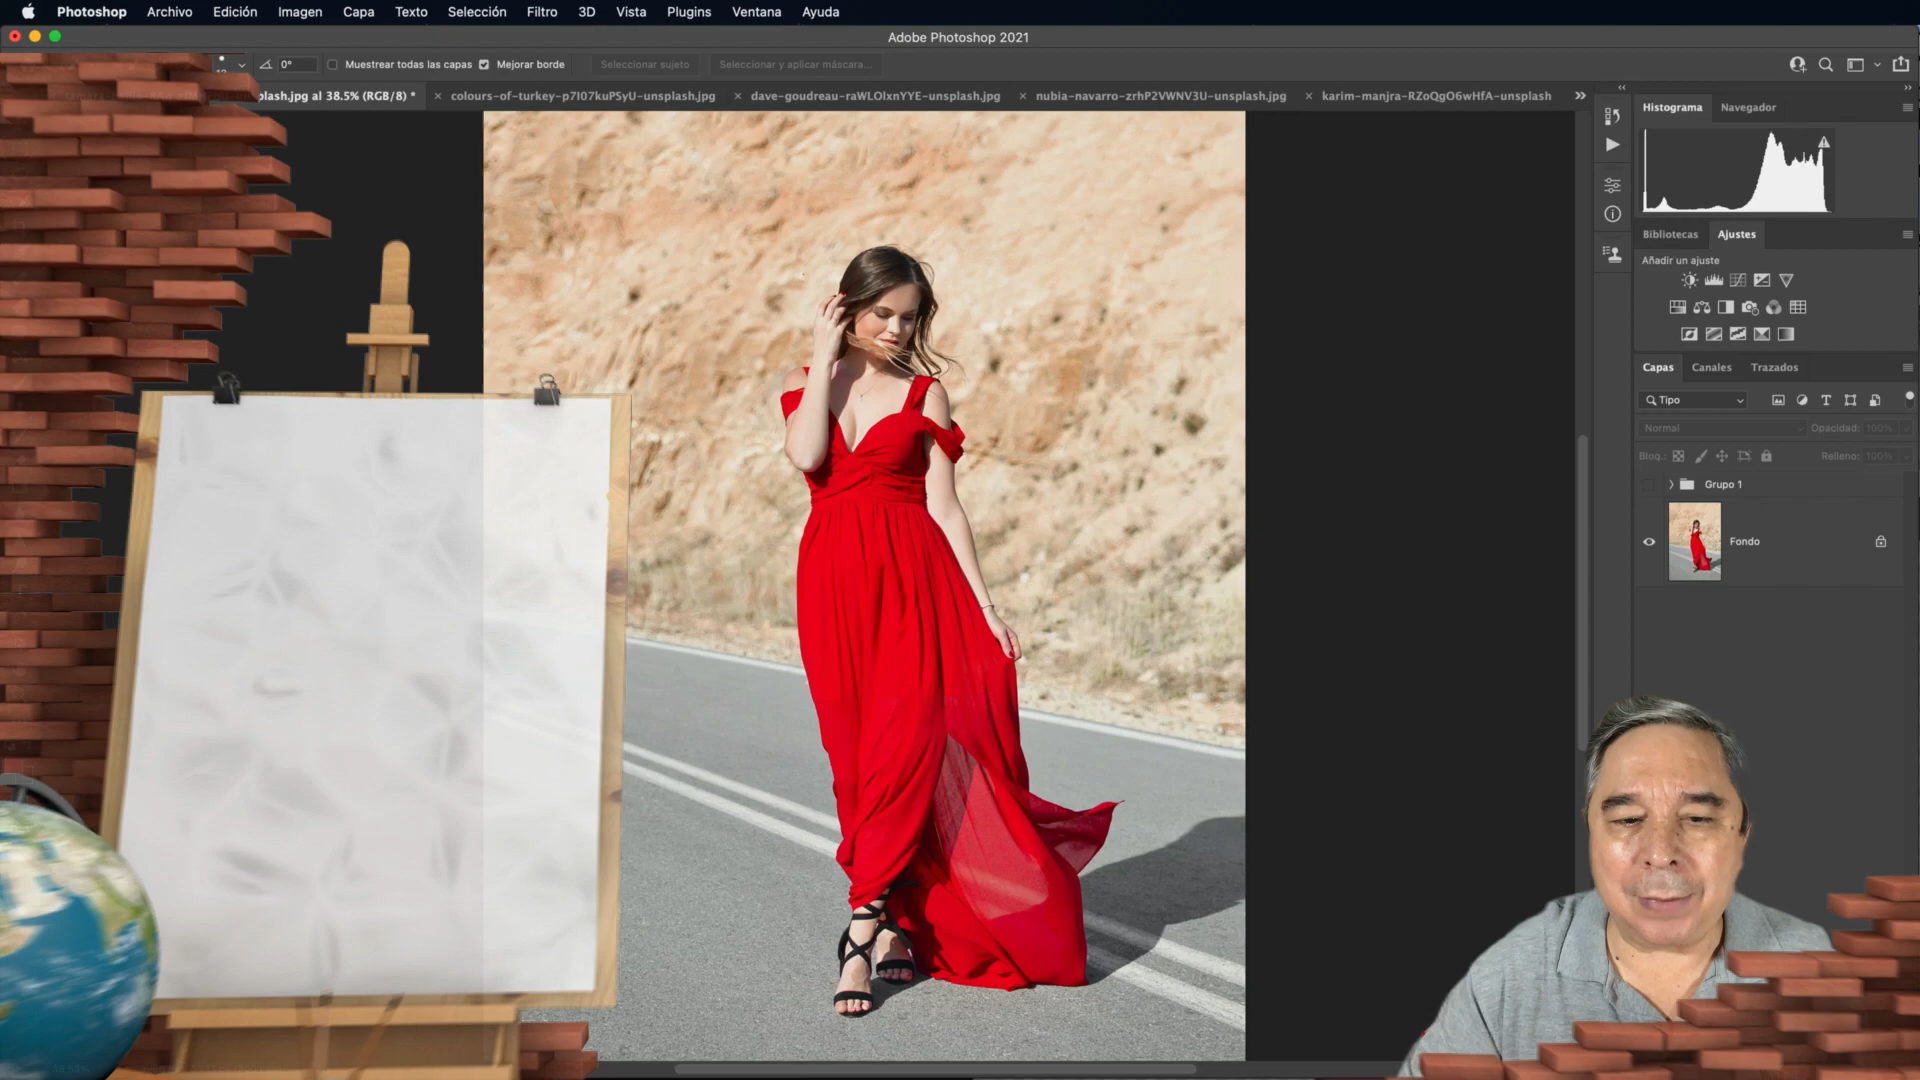 Photoshop Archivo Edición Imagen Capa Texto Selección Filtro 3D Vista Plugins Ventana Ayuda
Adobe Photoshop 2021
0° Muestrear todas las capas Mejorar borde Seleccionar sujeto Seleccionar y aplicar máscara...
plash.jpg al 38.5% (RGB/8) * colours-of-turkey-p7I07kuPSyU-unsplash.jpg dave-goudreau-raWLOlxnYYE-unsplash.jpg nubia-navarro-zrhP2VWNV3U-unsplash.jpg karim-manjra-RZoQgO6wHfA-unsplash
Histograma Navegador
Bibliotecas Ajustes
Añadir un ajuste
Capas Canales Trazados
Tipo
Normal Opacidad: 100%
Bloq.: Relleno: 100%
Grupo 1
Fondo